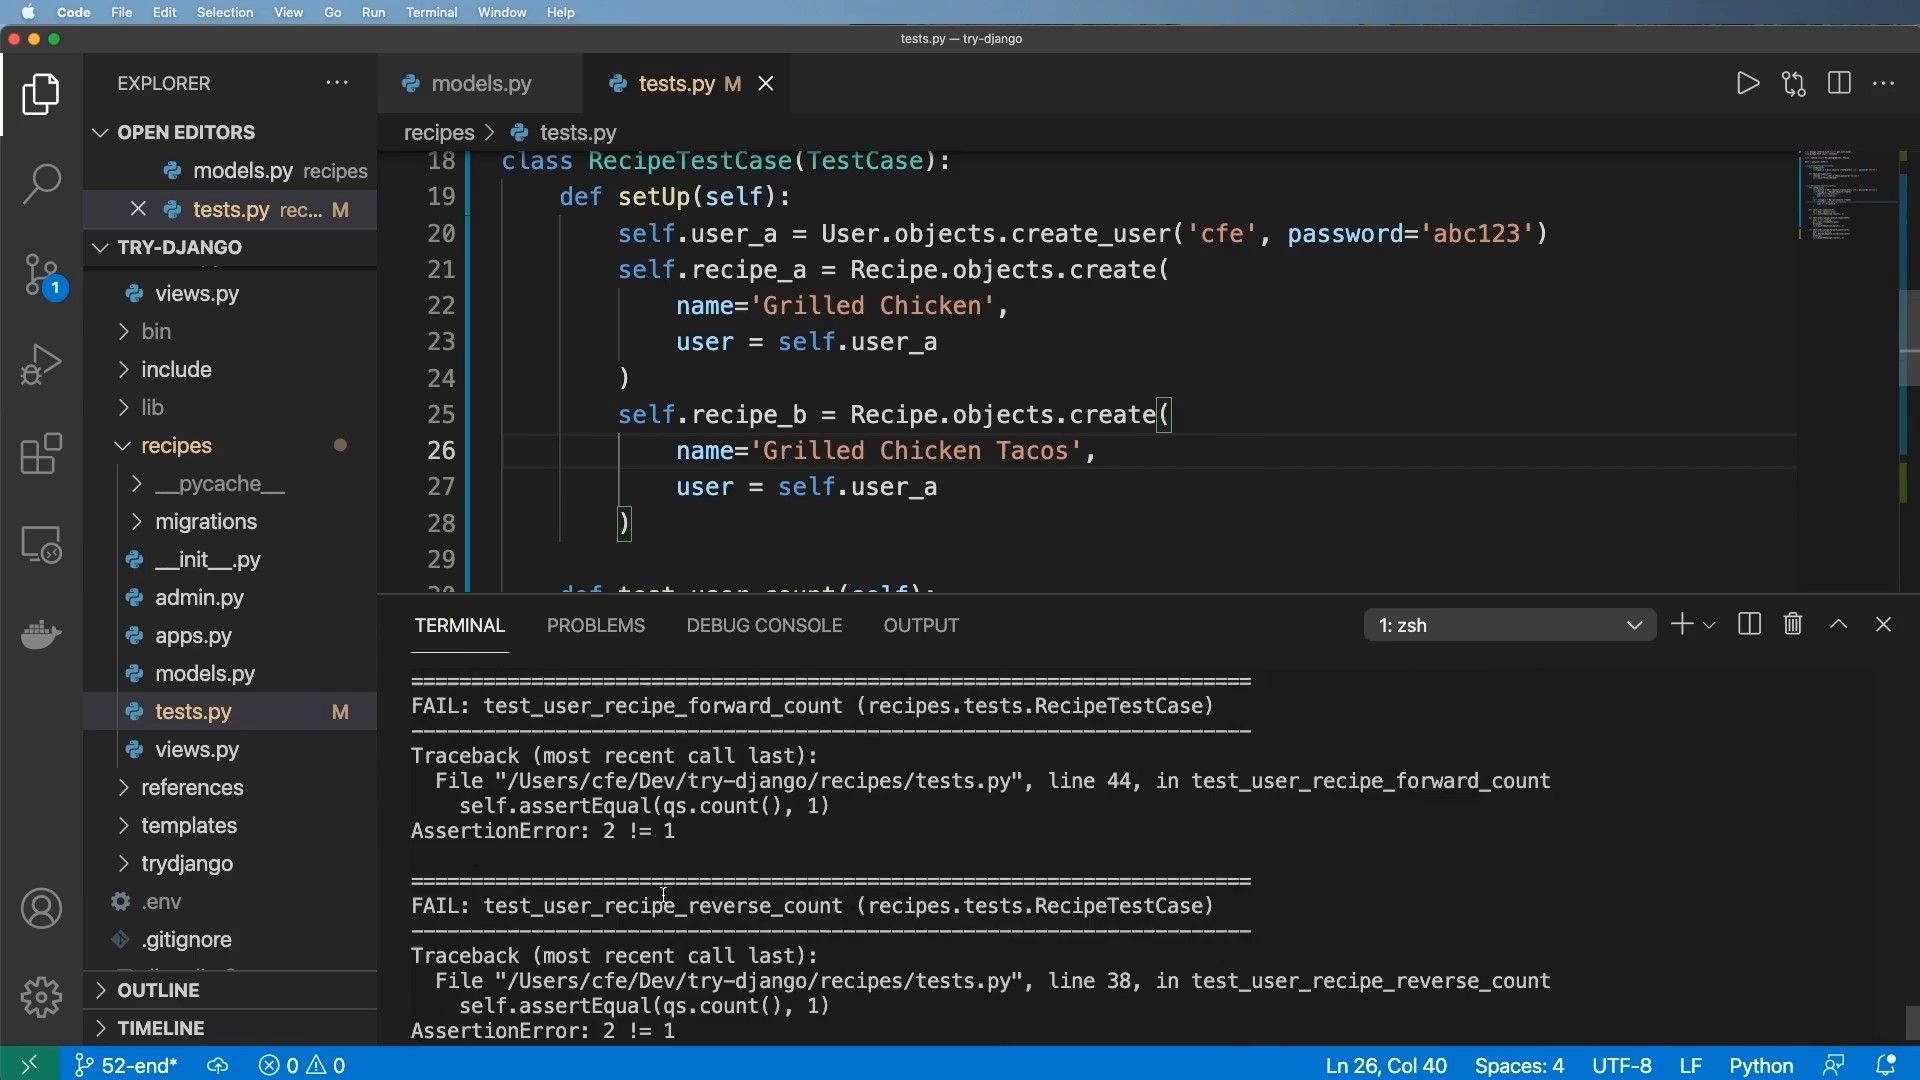 Code File Edit Selection View Go Run Terminal Window Help
tests.py — try-django
EXPLORER
models.py
tests.py M
OPEN EDITORS
models.py recipes
tests.py rec... M
TRY-DJANGO
views.py
bin
include
lib
recipes
__pycache__
migrations
__init__.py
admin.py
apps.py
models.py
tests.py M
views.py
references
templates
trydjango
.env
.gitignore
OUTLINE
TIMELINE
1
recipes > tests.py
18 class RecipeTestCase(TestCase):
19 def setUp(self):
20 self.user_a = User.objects.create_user('cfe', password='abc123')
21 self.recipe_a = Recipe.objects.create(
22 name='Grilled Chicken',
23 user = self.user_a
24 )
25 self.recipe_b = Recipe.objects.create(
26 name='Grilled Chicken Tacos',
27 user = self.user_a
28 )
29
def test_user_count(self):
TERMINAL PROBLEMS DEBUG CONSOLE OUTPUT
1: zsh
======================================================================
FAIL: test_user_recipe_forward_count (recipes.tests.RecipeTestCase)
----------------------------------------------------------------------
Traceback (most recent call last):
File "/Users/cfe/Dev/try-django/recipes/tests.py", line 44, in test_user_recipe_forward_count
self.assertEqual(qs.count(), 1)
AssertionError: 2 != 1
======================================================================
FAIL: test_user_recipe_reverse_count (recipes.tests.RecipeTestCase)
----------------------------------------------------------------------
Traceback (most recent call last):
File "/Users/cfe/Dev/try-django/recipes/tests.py", line 38, in test_user_recipe_reverse_count
self.assertEqual(qs.count(), 1)
AssertionError: 2 != 1
52-end* 0 0
Ln 26, Col 40 Spaces: 4 UTF-8 LF Python